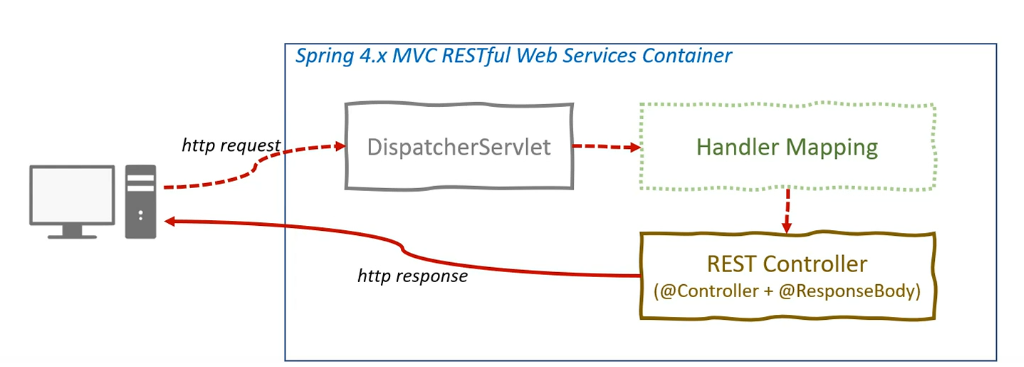 Spring 4.x MVC RESTful Web Services Container
http request
DispatcherServlet
Handler Mapping
REST Controller
(@Controller + @ResponseBody)
http response